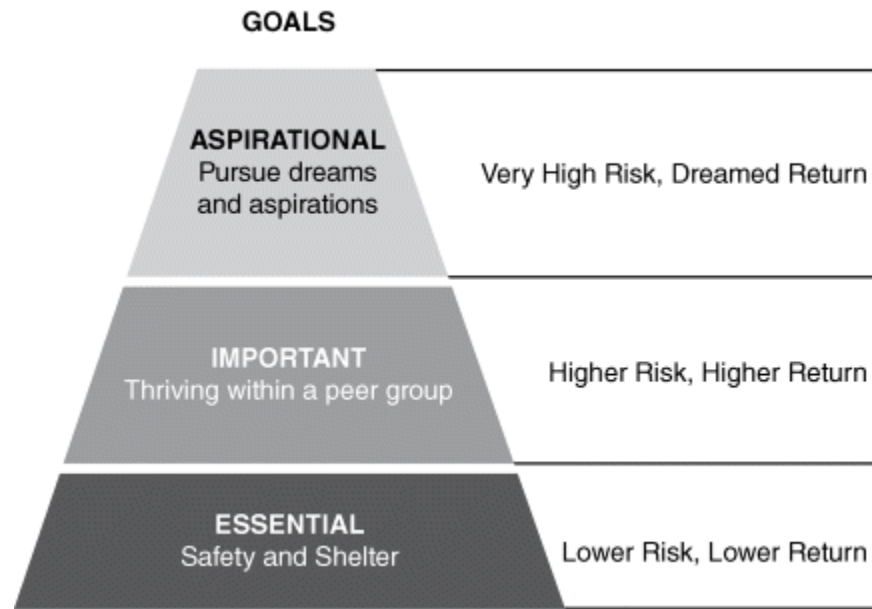 GOALS
ASPIRATIONAL
Pursue dreams
and aspirations
Very High Risk, Dreamed Return
IMPORTANT
Thriving within a peer group
Higher Risk, Higher Return
ESSENTIAL
Safety and Shelter
Lower Risk, Lower Return